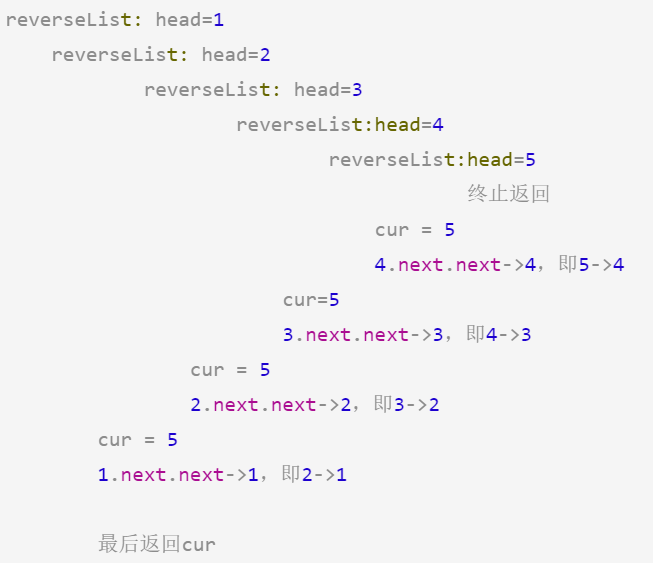 reverseList: head=1
reverseList: head=2
reverseList: head=3
reverseList:head=4
reverseList:head=5
终止返回
cur = 5
4.next.next->4，即5->4
cur=5
3.next.next->3，即4->3
cur = 5
2.next.next->2，即3->2
cur = 5
1.next.next->1，即2->1
最后返回cur